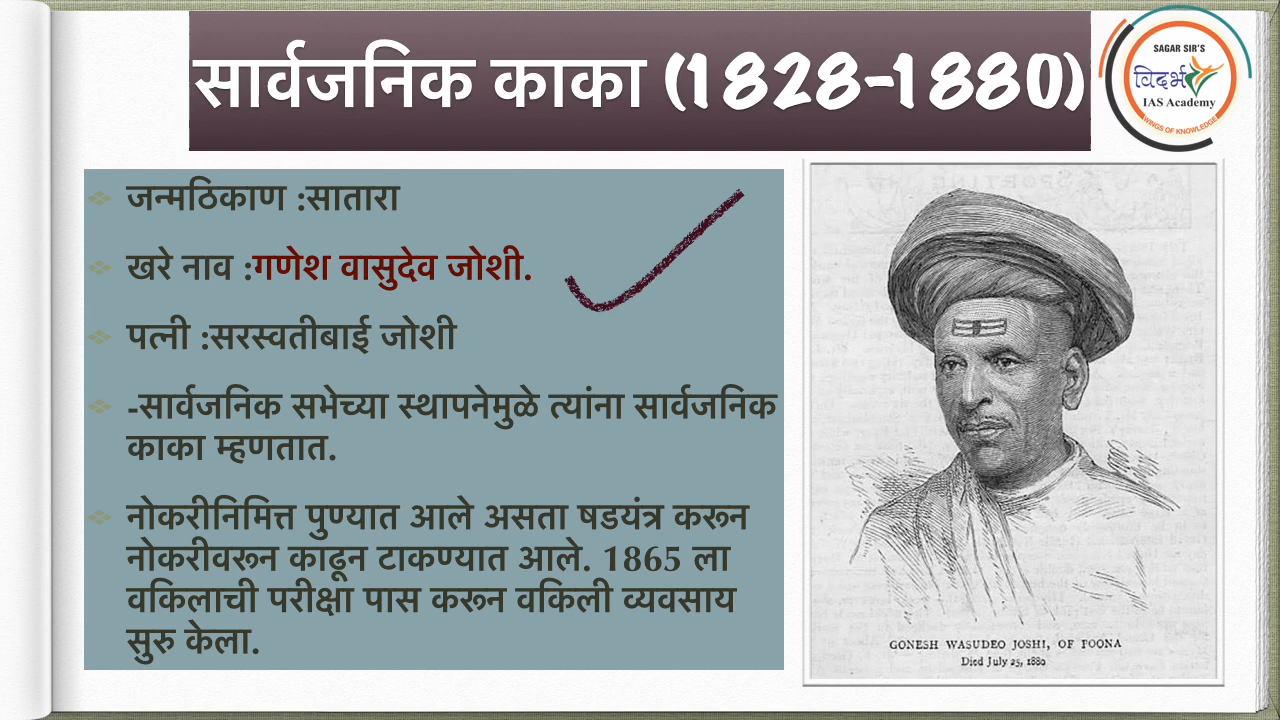 सार्वजनिक काका (1828-1880)
SAGAR SIR'S
विदर्भ
IAS Academy
WINGS OF KNOWLEDGE
जन्मठिकाण :सातारा
खरे नाव :गणेश वासुदेव जोशी.
पत्नी :सरस्वतीबाई जोशी
-सार्वजनिक सभेच्या स्थापनेमुळे त्यांना सार्वजनिक
काका म्हणतात.
नोकरीनिमित्त पुण्यात आले असता षडयंत्र करून
नोकरीवरून काढून टाकण्यात आले. 1865 ला
वकिलाची परीक्षा पास करून वकिली व्यवसाय
सुरु केला.
GONESH WASUDEO JOSHI, OF POONA
Died July 25, 1880